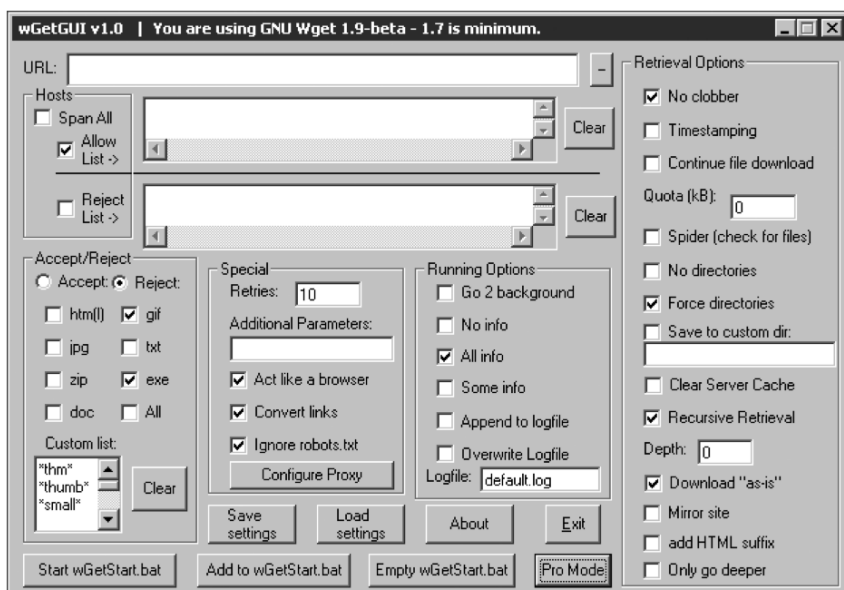 wGetGUI v1.0 | You are using GNU Wget 1.9-beta - 1.7 is minimum.
URL:
-
Hosts
Span All
Allow
List ->
Clear
Reject
List ->
Clear
Accept/Reject
Accept: Reject:
htm(l) gif
jpg txt
zip exe
doc All
Custom list:
*thm*
*thumb*
*small*
Clear
Special
Retries: 10
Additional Parameters:
Act like a browser
Convert links
Ignore robots.txt
Configure Proxy
Running Options
Go 2 background
No info
All info
Some info
Append to logfile
Overwrite Logfile
Logfile: default.log
Save
settings
Load
settings
About
Exit
Start wGetStart.bat
Add to wGetStart.bat
Empty wGetStart.bat
Pro Mode
Retrieval Options
No clobber
Timestamping
Continue file download
Quota (kB): 0
Spider (check for files)
No directories
Force directories
Save to custom dir:
Clear Server Cache
Recursive Retrieval
Depth: 0
Download "as-is"
Mirror site
add HTML suffix
Only go deeper